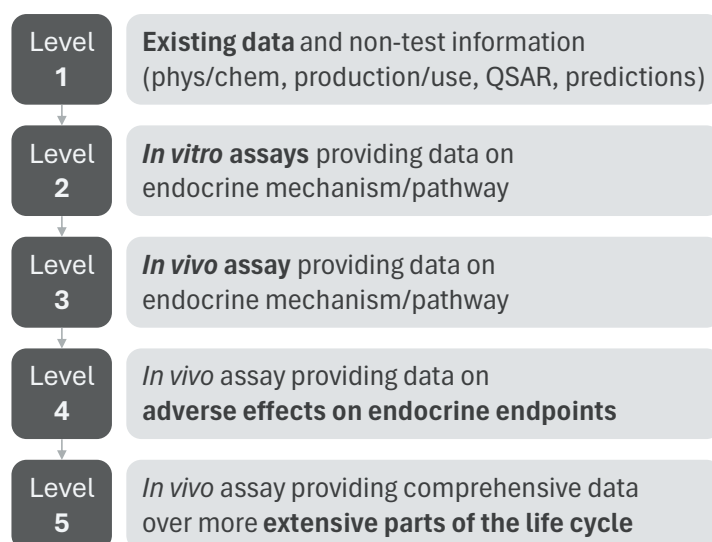 Level
1
Existing data and non-test information
(phys/chem, production/use, QSAR, predictions)
Level
2
In vitro assays providing data on
endocrine mechanism/pathway
Level
3
In vivo assay providing data on
endocrine mechanism/pathway
Level
4
In vivo assay providing data on
adverse effects on endocrine endpoints
Level
5
In vivo assay providing comprehensive data
over more extensive parts of the life cycle